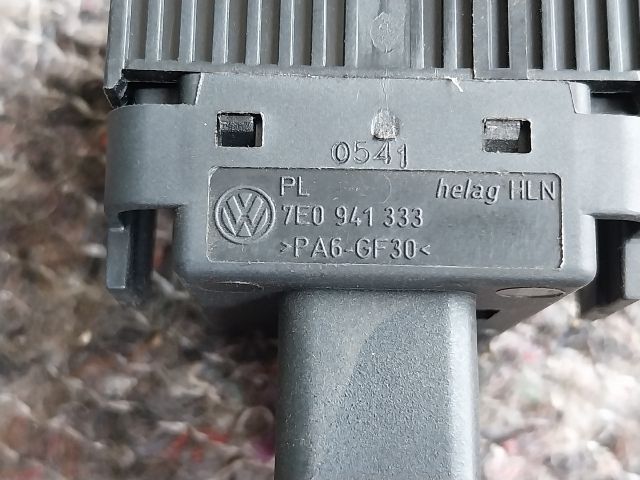 0541
PL helag HLN
7E0 941 333
>PA6-GF30<